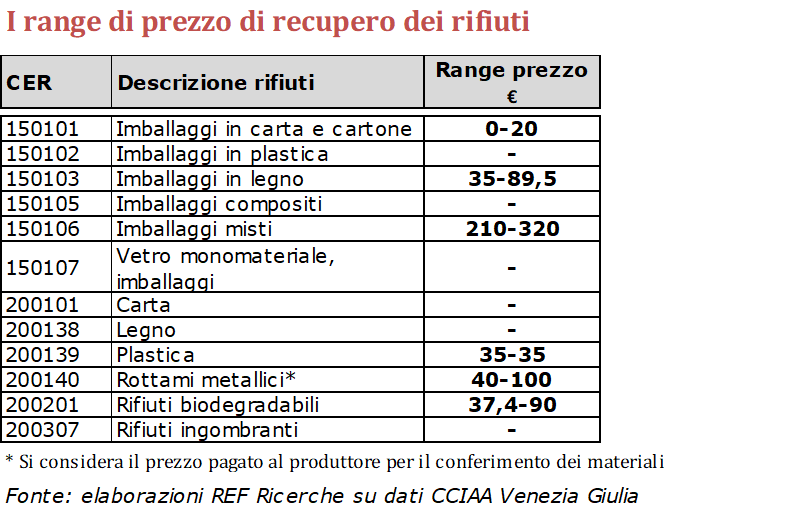 I range di prezzo di recupero dei rifiuti
CER Descrizione rifiuti Range prezzo
€
150101 Imballaggi in carta e cartone 0-20
150102 Imballaggi in plastica -
150103 Imballaggi in legno 35-89,5
150105 Imballaggi compositi -
150106 Imballaggi misti 210-320
150107 Vetro monomateriale, -
imballaggi
200101 Carta -
200138 Legno -
200139 Plastica 35-35
200140 Rottami metallici* 40-100
200201 Rifiuti biodegradabili 37,4-90
200307 Rifiuti ingombranti -
* Si considera il prezzo pagato al produttore per il conferimento dei materiali
Fonte: elaborazioni REF Ricerche su dati CCIAA Venezia Giulia